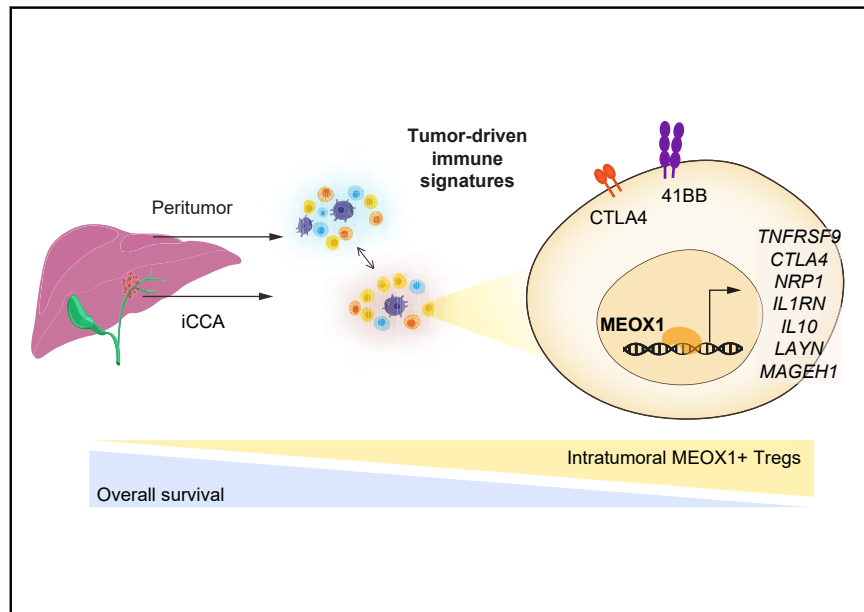 Tumor-driven
immune
signatures
Peritumor
iCCA
CTLA4
41BB
MEOX1
TNFRSF9
CTLA4
NRP1
IL1RN
IL10
LAYN
MAGEH1
Intratumoral MEOX1+ Tregs
Overall survival